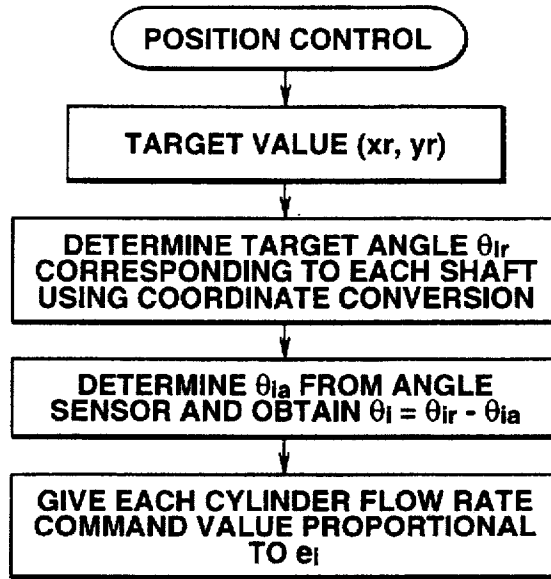 POSITION CONTROL
TARGET VALUE (xr, yr)
DETERMINE TARGET ANGLE θir
CORRESPONDING TO EACH SHAFT
USING COORDINATE CONVERSION
DETERMINE θia FROM ANGLE
SENSOR AND OBTAIN θi = θir - θia
GIVE EACH CYLINDER FLOW RATE
COMMAND VALUE PROPORTIONAL
TO ei